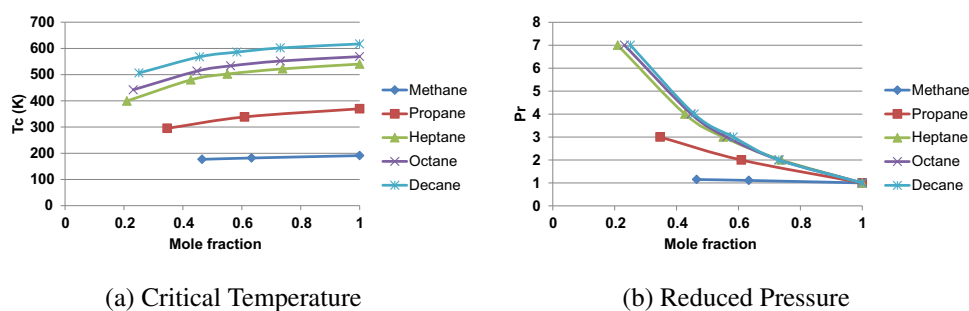 Tc (K)
700
600
500
400
300
200
100
0
0 0.2 0.4 0.6 0.8 1
Mole fraction
Methane
Propane
Heptane
Octane
Decane
(a) Critical Temperature
Pr
8
7
6
5
4
3
2
1
0
0 0.2 0.4 0.6 0.8 1
Mole fraction
Methane
Propane
Heptane
Octane
Decane
(b) Reduced Pressure